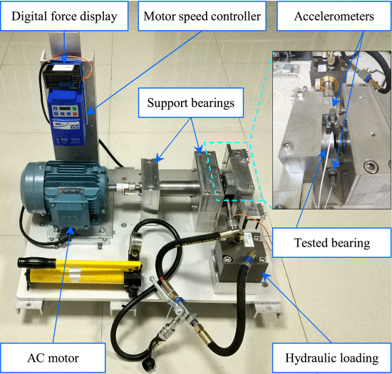 Digital force display
Motor speed controller
Accelerometers
Support bearings
Tested bearing
AC motor
Hydraulic loading